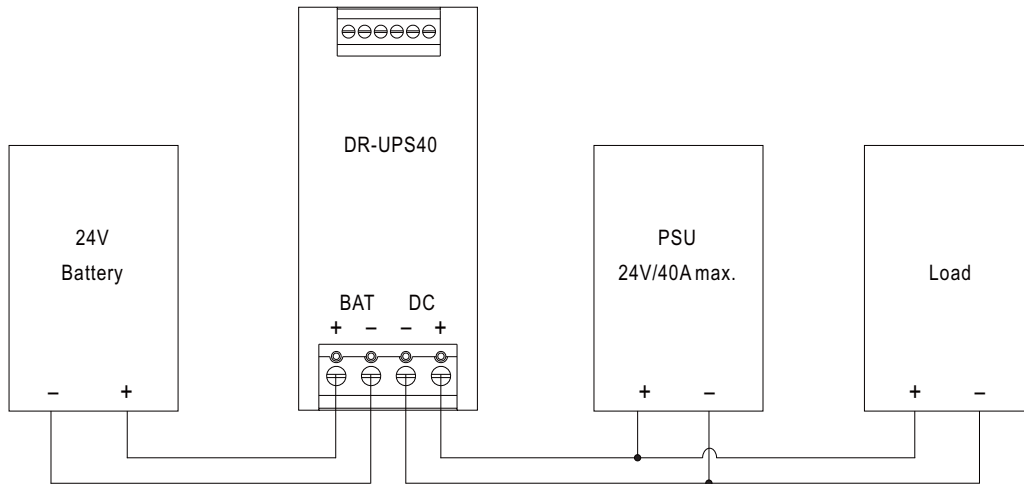 DR-UPS40
24V
Battery
PSU
24V/40A max.
Load
BAT DC
+ – – +
– +
+ –
+ –